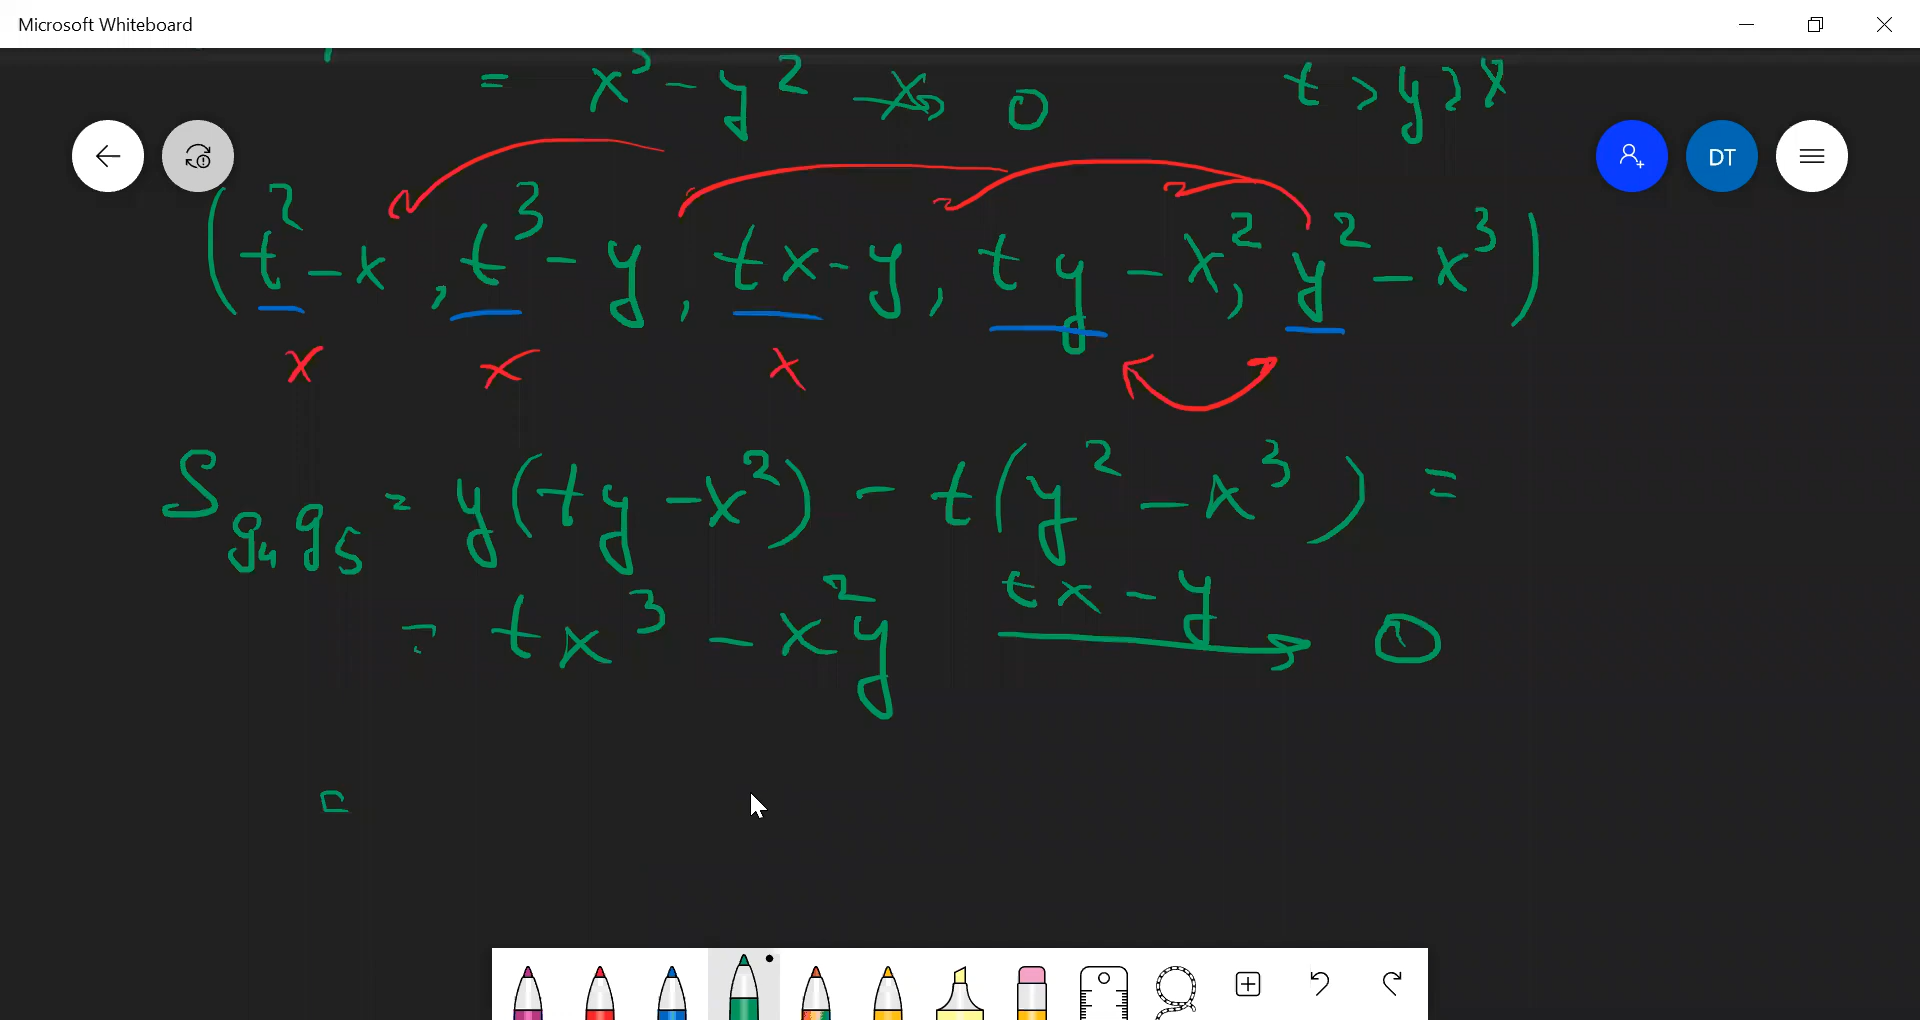 Microsoft Whiteboard
= x³ - y² → 0 t > y > x
(t² - x, t³ - y, tx - y, ty - x², y² - x³)
x x x
S g₄ g₅ = y(ty - x²) - t(y² - x³) =
= tx³ - x²y tx - y → 0
=
DT